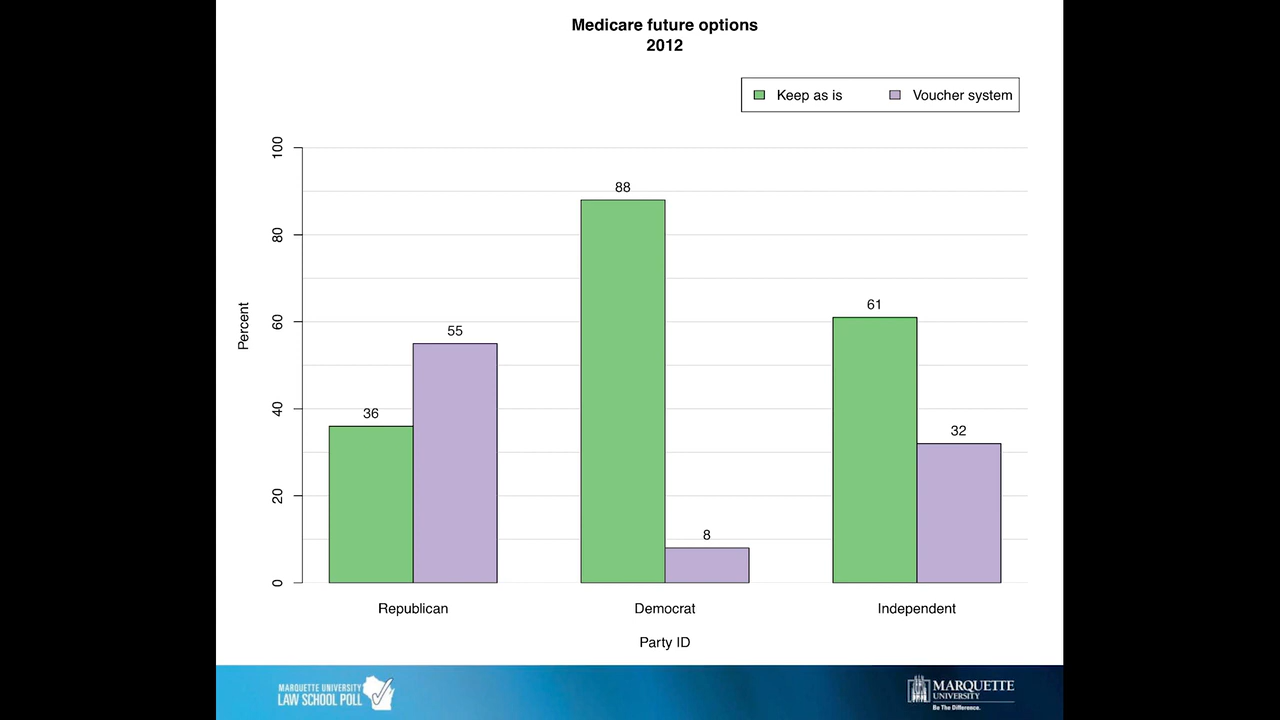 Medicare future options
2012
Keep as is
Voucher system
Percent
100
80
60
40
20
0
36
55
88
8
61
32
Republican
Democrat
Independent
Party ID
MARQUETTE UNIVERSITY
LAW SCHOOL POLL
MARQUETTE
UNIVERSITY
Be The Difference.